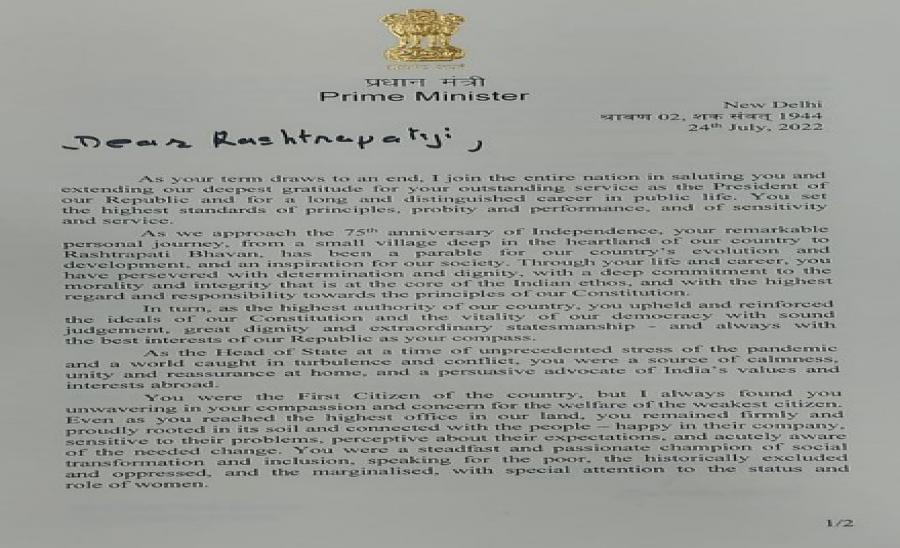 प्रधान मंत्री
Prime Minister
New Delhi
श्रावण 02, शक संवत् 1944
24th July, 2022
Dear Rashtrapatiji,
As your term draws to an end, I join the entire nation in saluting you and
extending our deepest gratitude for your outstanding service as the President of
our Republic and for a long and distinguished career in public life. You set
the highest standards of principles, probity and performance, and of sensitivity
and service.
As we approach the 75th anniversary of Independence, your remarkable
personal journey, from a small village deep in the heartland of our country to
Rashtrapati Bhavan, has been a parable for our country's evolution and
development, and an inspiration for our society. Through your life and career, you
have persevered with determination and dignity, with a deep commitment to the
morality and integrity that is at the core of the Indian ethos, and with the highest
regard and responsibility towards the principles of our Constitution.
In turn, as the highest authority of our country, you upheld and reinforced
the ideals of our Constitution and the vitality of our democracy with sound
judgement, great dignity and extraordinary statesmanship - and always with
the best interests of our Republic as your compass.
As the Head of State at a time of unprecedented stress of the pandemic
and a world caught in turbulence and conflict, you were a source of calmness,
unity and reassurance at home, and a persuasive advocate of India's values and
interests abroad.
You were the First Citizen of the country, but I always found you
unwavering in your compassion and concern for the welfare of the weakest citizen.
Even as you reached the highest office in our land, you remained firmly and
proudly rooted in its soil and connected with the people – happy in their company,
sensitive to their problems, perceptive about their expectations, and acutely aware
of the needed change. You were a steadfast and passionate champion of social
transformation and inclusion, speaking for the poor, the historically excluded
and oppressed, and the marginalised, with special attention to the status and
role of women.
1/2